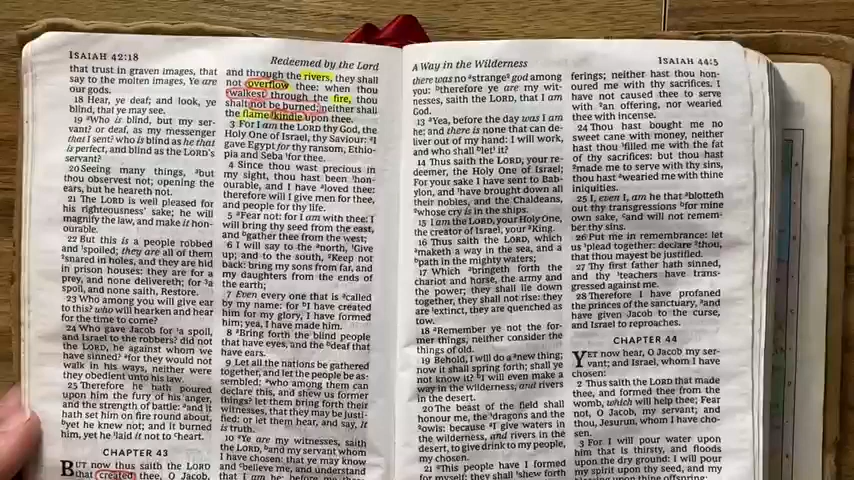 ISAIAH 42:18
Redeemed by the Lord
that trust in graven images, that
say to the molten images, Ye are
our gods.
18 Hear, ye deaf; and look, ye
blind, that ye may see.
19 Who is blind, but my ser-
vant? or deaf, as my messenger
that I sent? who is blind as he that
is perfect, and blind as the LORD'S
servant?
20 Seeing many things, but
thou observest not; opening the
ears, but he heareth not.
21 The LORD is well pleased for
his righteousness' sake; he will
magnify the law, and make it hon-
ourable.
22 But this is a people robbed
and spoiled; they are all of them
snared in holes, and they are hid
in prison houses: they are for a
prey, and none delivereth; for a
spoil, and none saith, Restore.
23 Who among you will give ear
to this? who will hearken and hear
for the time to come?
24 Who gave Jacob for a spoil,
and Israel to the robbers? did not
the LORD, he against whom we
have sinned? for they would not
walk in his ways, neither were
they obedient unto his law.
25 Therefore he hath poured
upon him the fury of his anger,
and the strength of battle: and it
hath set him on fire round about,
yet he knew not; and it burned
him, yet he laid it not to heart.
CHAPTER 43
BUT now thus saith the LORD
that created thee, O Jacob,
and through the rivers, they shall
not overflow thee: when thou
walkest through the fire, thou
shalt not be burned; neither shall
the flame kindle upon thee.
3 For I am the LORD thy God, the
Holy One of Israel, thy Saviour: I
gave Egypt for thy ransom, Ethio-
pia and Seba for thee.
4 Since thou wast precious in
my sight, thou hast been hon-
ourable, and I have loved thee:
therefore will I give men for thee,
and people for thy life.
5 Fear not: for I am with thee: I
will bring thy seed from the east,
and gather thee from the west;
6 I will say to the north, Give
up; and to the south, Keep not
back: bring my sons from far, and
my daughters from the ends of
the earth;
7 Even every one that is called
by my name: for I have created
him for my glory, I have formed
him; yea, I have made him.
8 Bring forth the blind people
that have eyes, and the deaf that
have ears.
9 Let all the nations be gathered
together, and let the people be as-
sembled: who among them can
declare this, and shew us former
things? let them bring forth their
witnesses, that they may be justi-
fied: or let them hear, and say, It
is truth.
10 Ye are my witnesses, saith
the LORD, and my servant whom
I have chosen: that ye may know
and believe me, and understand
that I am he: before me there
A Way in the Wilderness
ISAIAH 44:5
there was no strange god among
you: therefore ye are my wit-
nesses, saith the LORD, that I am
God.
13 Yea, before the day was I am
he; and there is none that can de-
liver out of my hand: I will work,
and who shall let it?
14 Thus saith the LORD, your re-
deemer, the Holy One of Israel;
For your sake I have sent to Bab-
ylon, and have brought down all
their nobles, and the Chaldeans,
whose cry is in the ships.
15 I am the LORD, your Holy One,
the creator of Israel, your King.
16 Thus saith the LORD, which
maketh a way in the sea, and a
path in the mighty waters;
17 Which bringeth forth the
chariot and horse, the army and
the power; they shall lie down
together, they shall not rise: they
are extinct, they are quenched as
tow.
18 Remember ye not the for-
mer things, neither consider the
things of old.
19 Behold, I will do a new thing;
now it shall spring forth; shall ye
not know it? I will even make a
way in the wilderness, and rivers
in the desert.
20 The beast of the field shall
honour me, the dragons and the
owls: because I give waters in
the wilderness, and rivers in the
desert, to give drink to my people,
my chosen.
21 This people have I formed
for myself; they shall shew forth
ferings; neither hast thou hon-
oured me with thy sacrifices. I
have not caused thee to serve
with an offering, nor wearied
thee with incense.
24 Thou hast bought me no
sweet cane with money, neither
hast thou filled me with the fat
of thy sacrifices: but thou hast
made me to serve with thy sins,
thou hast wearied me with thine
iniquities.
25 I, even I, am he that blotteth
out thy transgressions for mine
own sake, and will not remem-
ber thy sins.
26 Put me in remembrance: let
us plead together: declare thou,
that thou mayest be justified.
27 Thy first father hath sinned,
and thy teachers have trans-
gressed against me.
28 Therefore I have profaned
the princes of the sanctuary, and
have given Jacob to the curse,
and Israel to reproaches.
CHAPTER 44
YET now hear, O Jacob my ser-
vant; and Israel, whom I have
chosen:
2 Thus saith the LORD that made
thee, and formed thee from the
womb, which will help thee; Fear
not, O Jacob, my servant; and
thou, Jesurun, whom I have cho-
sen.
3 For I will pour water upon
him that is thirsty, and floods
upon the dry ground: I will pour
my spirit upon thy seed, and my
blessing upon thine offspring: